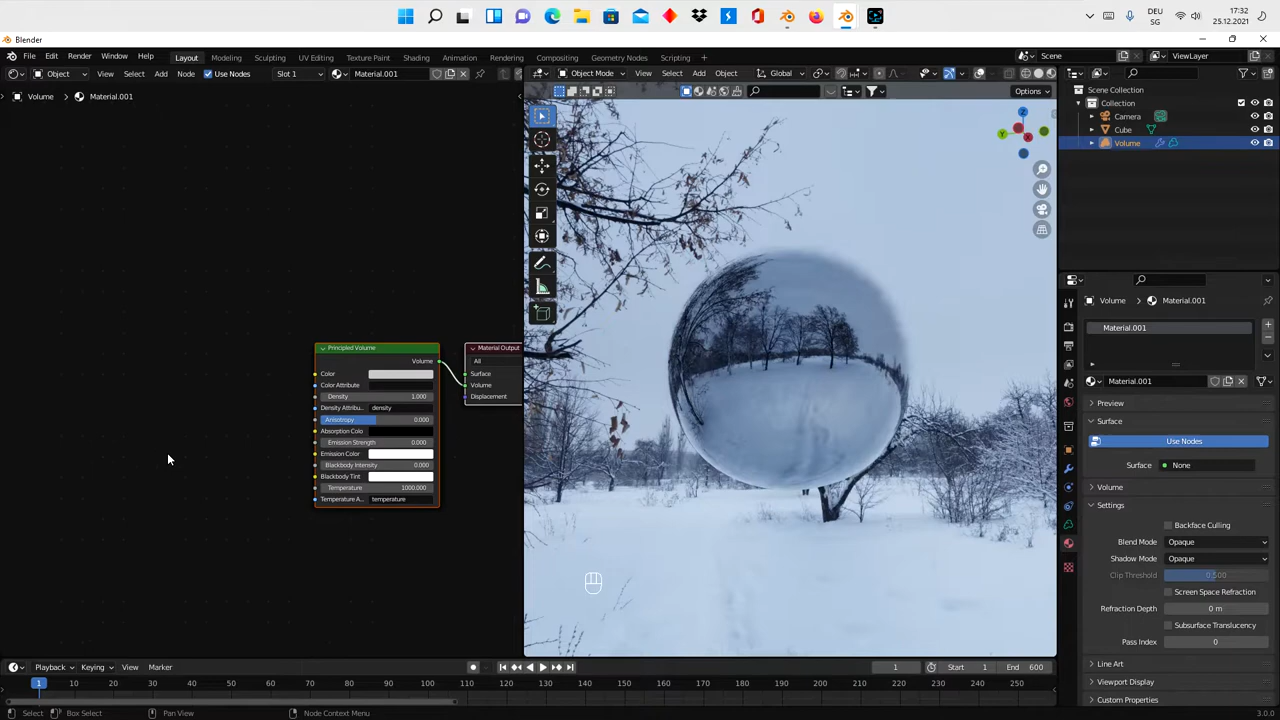 17:32
DEU
SG
25.12.2021
Blender
File Edit Render Window Help Layout Modeling Sculpting UV Editing Texture Paint Shading Animation Rendering Compositing Geometry Nodes Scripting + Scene ViewLayer
Object View Select Add Node Use Nodes Slot 1 Material.001 Object Mode View Select Add Object Global
Volume > Material.001
Options
Scene Collection
Collection
Camera
Cube
Volume
Principled Volume
Volume
Color
Color Attribute
Density 1.000
Density Attribu.. density
Anisotropy 0.000
Absorption Colo
Emission Strength 0.000
Emission Color
Blackbody Intensity 0.000
Blackbody Tint
Temperature 1000.000
Temperature A.. temperature
Material Output
All
Surface
Volume
Displacement
X
Y
Z
Volume > Material.001
Material.001
Material.001
Preview
Surface
Use Nodes
Surface None
Volume
Settings
Backface Culling
Blend Mode Opaque
Shadow Mode Opaque
Clip Threshold 0.500
Screen Space Refraction
Refraction Depth 0 m
Subsurface Translucency
Pass Index 0
Line Art
Viewport Display
Custom Properties
Playback Keying View Marker 1 Start 1 End 600
1 10 20 30 40 50 60 70 80 90 100 110 120 130 140 150 160 170 180 190 200 210 220 230 240 250
Select Box Select Pan View Node Context Menu 3.0.0